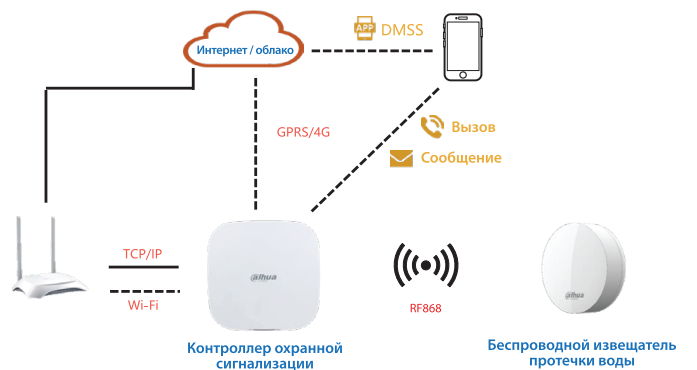 Интернет / облако
APP
DMSS
GPRS/4G
Вызов
Сообщение
TCP/IP
Wi-Fi
alhua
RF868
alhua
Контроллер охранной
сигнализации
Беспроводной извещатель
протечки воды